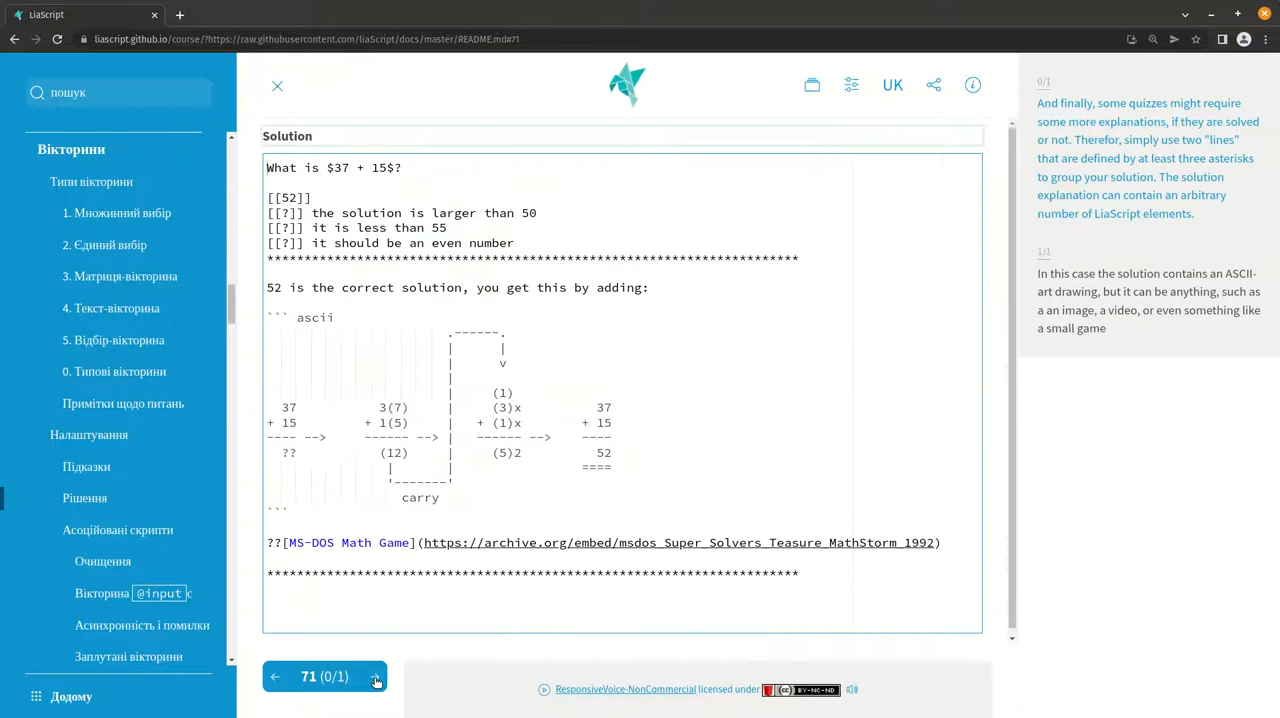 LiaScript
liascript.github.io/course/?https://raw.githubusercontent.com/liaScript/docs/master/README.md#71
пошук
Вікторини
Типи вікторини
1. Множинний вибір
2. Єдиний вибір
3. Матриця-вікторина
4. Текст-вікторина
5. Відбір-вікторина
0. Типові вікторини
Примітки щодо питань
Налаштування
Підказки
Рішення
Асоційовані скрипти
Очищення
Вікторина @input с
Асинхронність і помилки
Заплутані вікторини
Додому
UK
Solution
What is $37 + 15$?
[[52]]
[[?]] the solution is larger than 50
[[?]] it is less than 55
[[?]] it should be an even number
***********************************************************************
52 is the correct solution, you get this by adding:
``` ascii
.------.
|      |
|      v
|
|     (1)
37           3(7)     |     (3)x          37
+ 15         + 1(5)     |   + (1)x        + 15
---- -->     ------ --> |   ------ -->    ----
??           (12)     |     (5)2          52
|       |                 ====
'-------'
carry
```
??[MS-DOS Math Game](https://archive.org/embed/msdos_Super_Solvers_Teasure_MathStorm_1992)
***********************************************************************
71 (0/1)
ResponsiveVoice-NonCommercial licensed under
cc BY-NC-ND
0/1
And finally, some quizzes might require
some more explanations, if they are solved
or not. Therefor, simply use two "lines"
that are defined by at least three asterisks
to group your solution. The solution
explanation can contain an arbitrary
number of LiaScript elements.
1/1
In this case the solution contains an ASCII-
art drawing, but it can be anything, such as
a an image, a video, or even something like
a small game